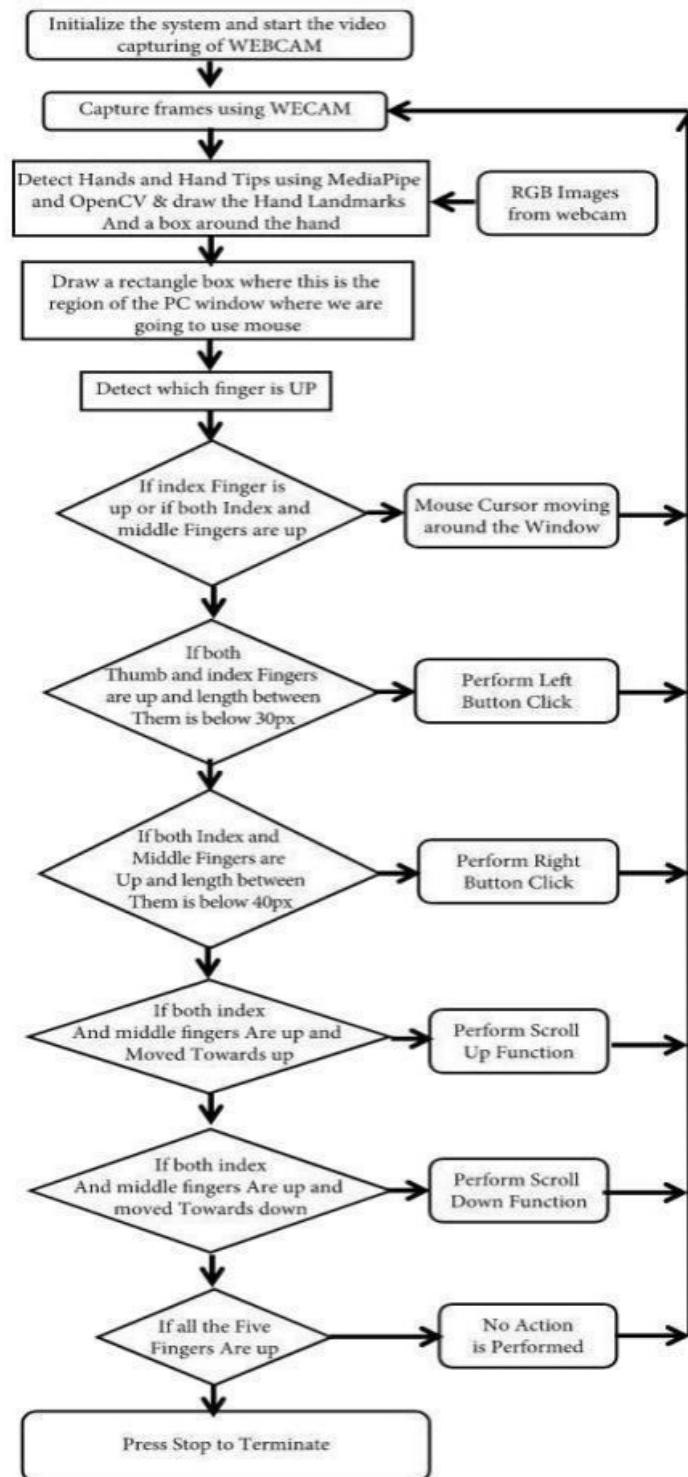 Initialize the system and start the video
capturing of WEBCAM
Capture frames using WECAM
Detect Hands and Hand Tips using MediaPipe
and OpenCV & draw the Hand Landmarks
And a box around the hand
RGB Images
from webcam
Draw a rectangle box where this is the
region of the PC window where we are
going to use mouse
Detect which finger is UP
If index Finger is
up or if both Index and
middle Fingers are up
Mouse Cursor moving
around the Window
If both
Thumb and index Fingers
are up and length between
Them is below 30px
Perform Left
Button Click
If both Index and
Middle Fingers are
Up and length between
Them is below 40px
Perform Right
Button Click
If both index
And middle fingers Are up and
Moved Towards up
Perform Scroll
Up Function
If both index
And middle fingers Are up and
moved Towards down
Perform Scroll
Down Function
If all the Five
Fingers Are up
No Action
is Performed
Press Stop to Terminate